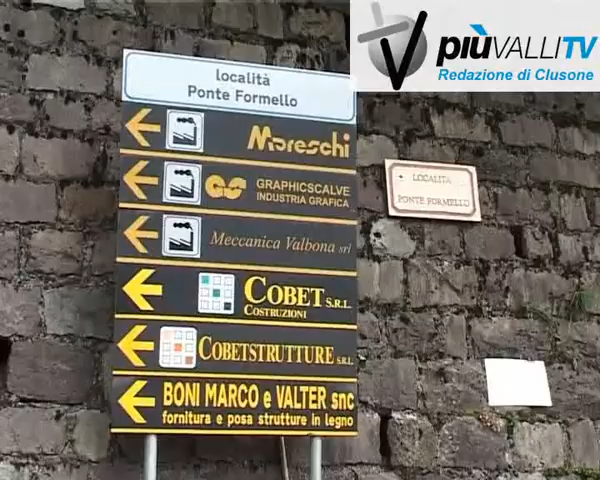 piùVALLITV
Redazione di Clusone
località
Ponte Formello
Moreschi
GS GRAPHICSCALVE
INDUSTRIA GRAFICA
Meccanica Valbona srl
COBET S.R.L.
COSTRUZIONI
COBESTRUTTURE S.R.L.
BONI MARCO e VALTER snc
fornitura e posa strutture in legno
LOCALITÀ
PONTE FORMELLO